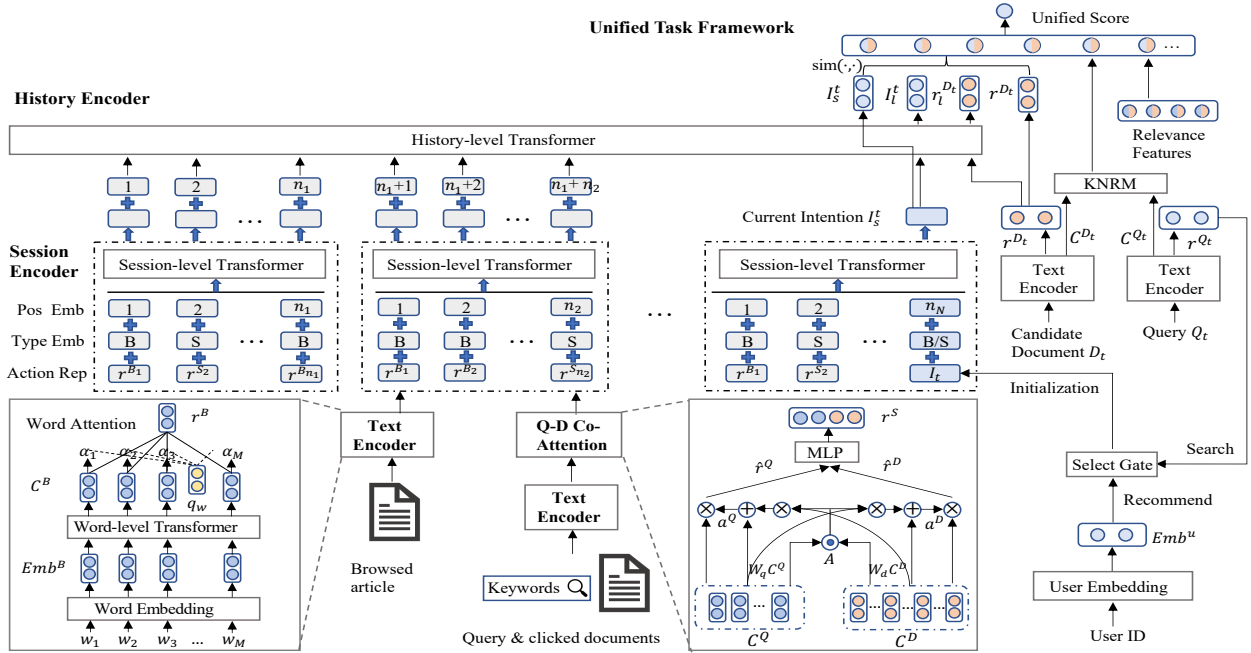 Unified Task Framework
Unified Score
sim(·,·)
I_s^t I_l^t r_l^{D_t} r^{D_t}
...
Relevance
Features
History Encoder
History-level Transformer
KNRM
1 2 n_1 n_1+1 n_1+2 n_1+ n_2
... ...
Current Intention I_s^t
r^{D_t} C^{D_t} C^{Q_t} r^{Q_t}
Session
Encoder
Session-level Transformer Session-level Transformer Session-level Transformer
Text
Encoder
Text
Encoder
Pos Emb 1 2 n_1 1 2 n_2 1 2 n_N
Type Emb B S ... B B B ... S ... B S ... B/S
Action Rep r^{B_1} r^{S_2} r^{B_{n_1}} r^{B_1} r^{B_2} r^{S_{n_2}} r^{B_1} r^{S_2} I_t
Candidate
Document D_t
Query Q_t
Initialization
Word Attention r^B
α_1 α_2 α_3 α_M
C^B
q_w
Word-level Transformer
Emb^B
Word Embedding
w_1 w_2 w_3 ... w_M
Text
Encoder
Browsed
article
Q-D Co-
Attention
Text
Encoder
Keywords
Query & clicked documents
r^S
MLP
r̂^Q r̂^D
a^Q a^D
A
W_qC^Q W_dC^D
... ... ... ...
C^Q C^D
Search
Select Gate
Recommend
Emb^u
User Embedding
User ID